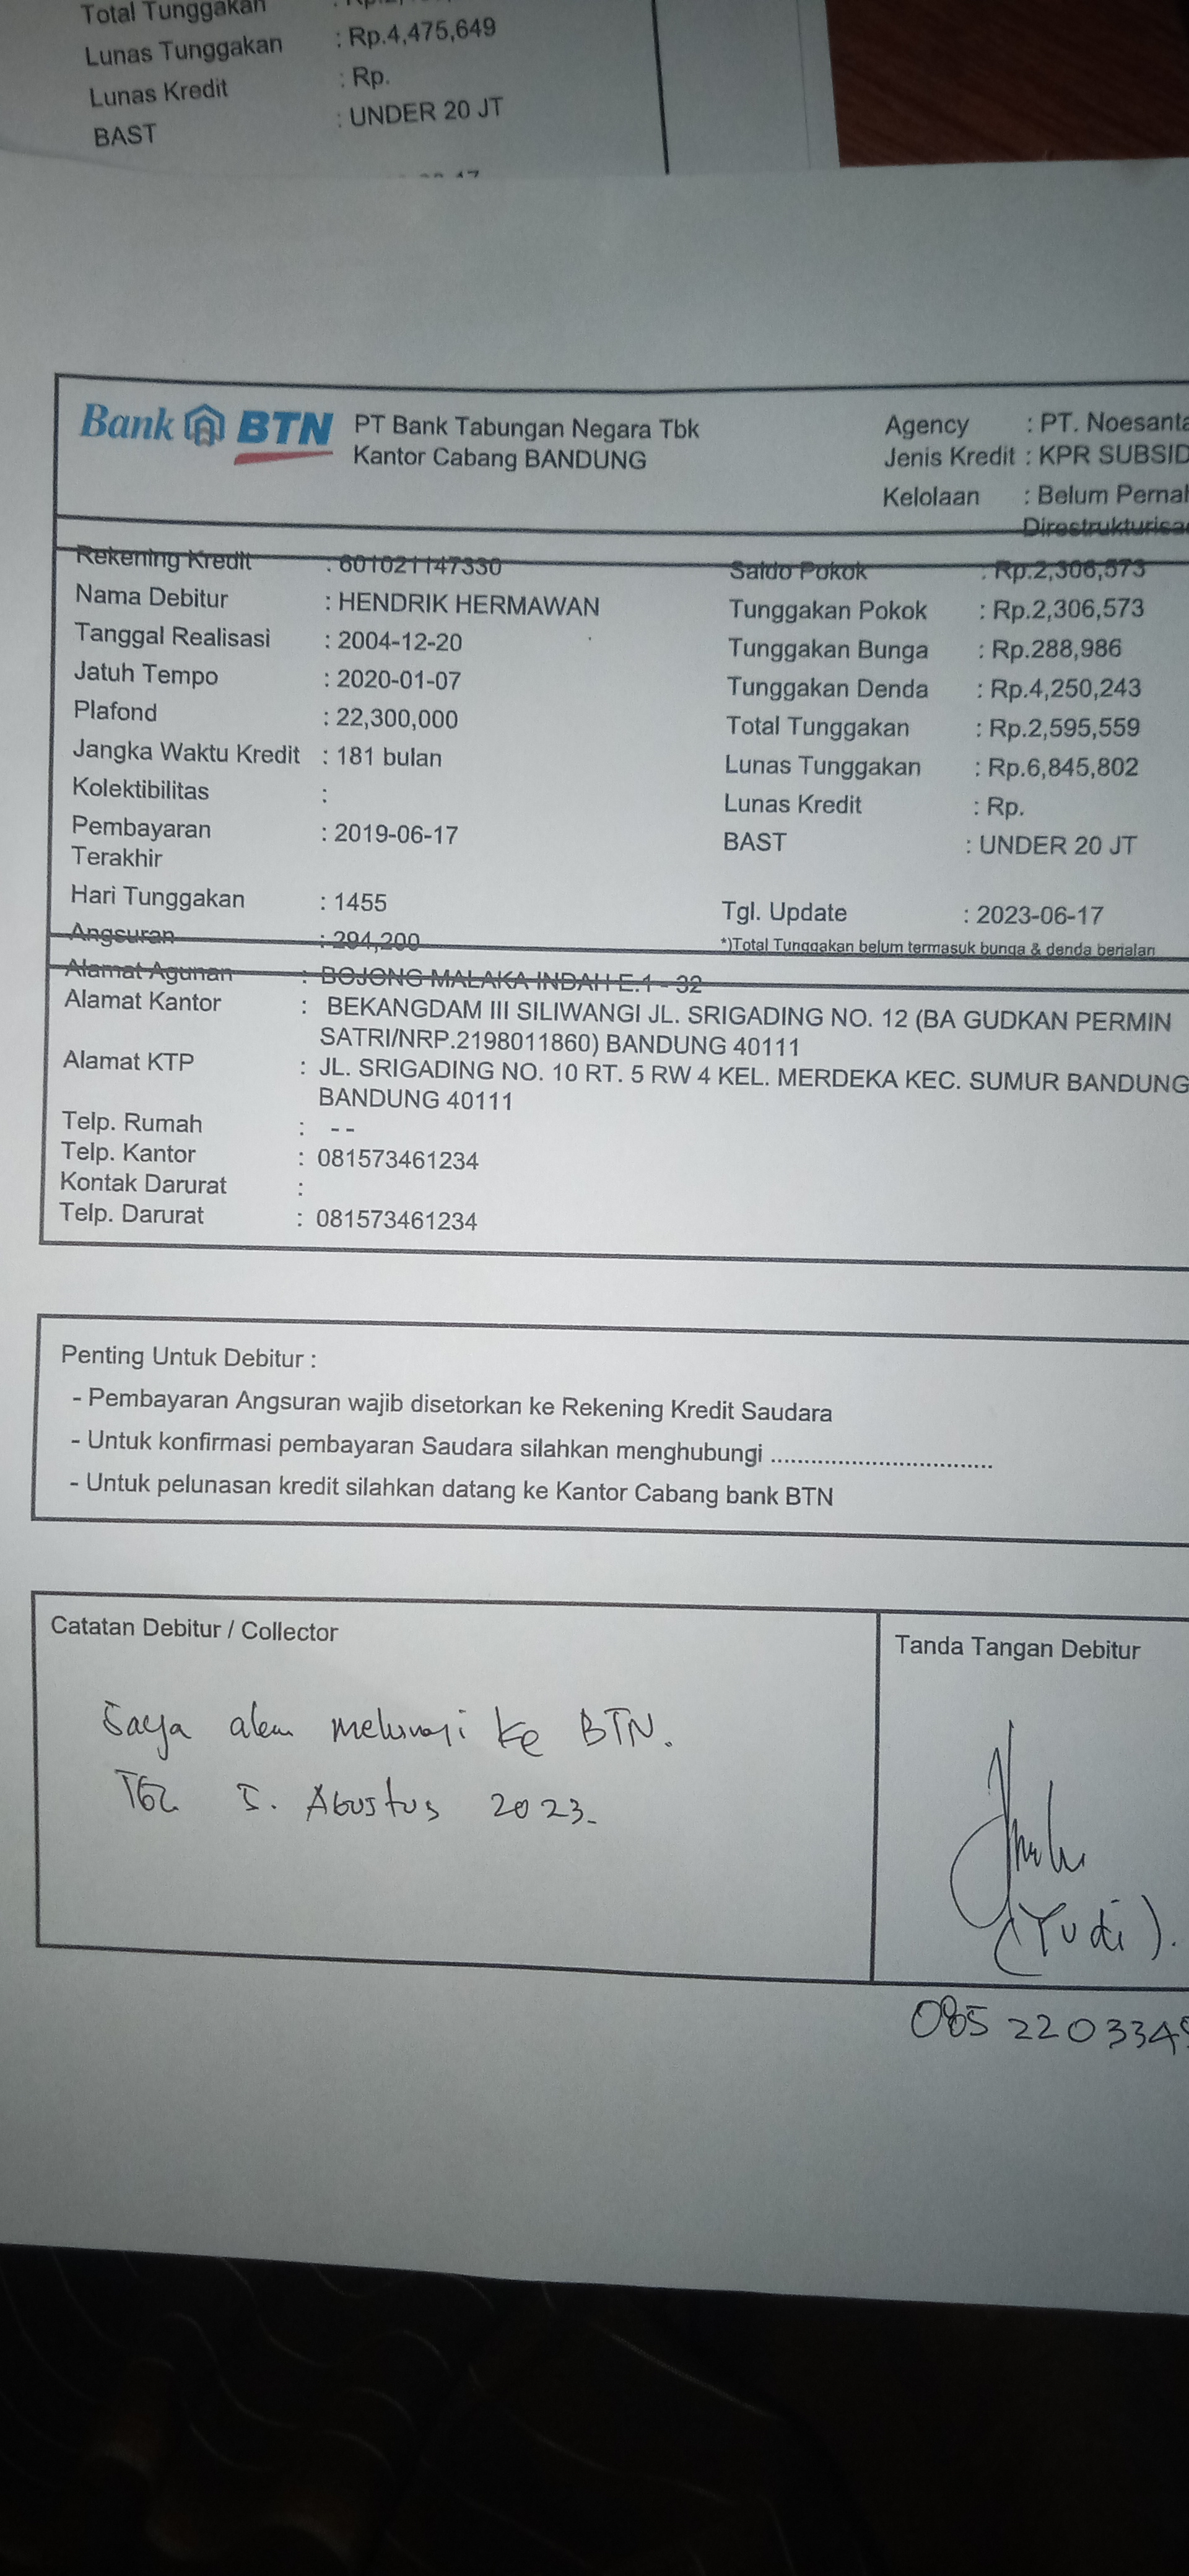 Total Tunggakan
Lunas Tunggakan : Rp.4,475,649
Lunas Kredit : Rp.
BAST : UNDER 20 JT
Bank BTN PT Bank Tabungan Negara Tbk
Kantor Cabang BANDUNG
Agency : PT. Noesanta
Jenis Kredit : KPR SUBSID
Kelolaan : Belum Pernah
Direstrukturisa
Rekening Kredit : 601021147330
Nama Debitur : HENDRIK HERMAWAN
Tanggal Realisasi : 2004-12-20
Jatuh Tempo : 2020-01-07
Plafond : 22,300,000
Jangka Waktu Kredit : 181 bulan
Kolektibilitas :
Pembayaran : 2019-06-17
Terakhir
Hari Tunggakan : 1455
Angsuran : 294,200
Saldo Pokok : Rp.2,306,573
Tunggakan Pokok : Rp.2,306,573
Tunggakan Bunga : Rp.288,986
Tunggakan Denda : Rp.4,250,243
Total Tunggakan : Rp.2,595,559
Lunas Tunggakan : Rp.6,845,802
Lunas Kredit : Rp.
BAST : UNDER 20 JT
Tgl. Update : 2023-06-17
*)Total Tunggakan belum termasuk bunga & denda berjalan
Alamat Agunan : BOJONG MALAKA INDAH E.1 - 32
Alamat Kantor : BEKANGDAM III SILIWANGI JL. SRIGADING NO. 12 (BA GUDKAN PERMIN
SATRI/NRP.2198011860) BANDUNG 40111
Alamat KTP : JL. SRIGADING NO. 10 RT. 5 RW 4 KEL. MERDEKA KEC. SUMUR BANDUNG
BANDUNG 40111
Telp. Rumah : --
Telp. Kantor : 081573461234
Kontak Darurat :
Telp. Darurat : 081573461234
Penting Untuk Debitur :
- Pembayaran Angsuran wajib disetorkan ke Rekening Kredit Saudara
- Untuk konfirmasi pembayaran Saudara silahkan menghubungi .................................
- Untuk pelunasan kredit silahkan datang ke Kantor Cabang bank BTN
Catatan Debitur / Collector
Saya akan melunasi ke BTN.
TGL 5. Agustus 2023-
Tanda Tangan Debitur
(Yudi).
085 2203349